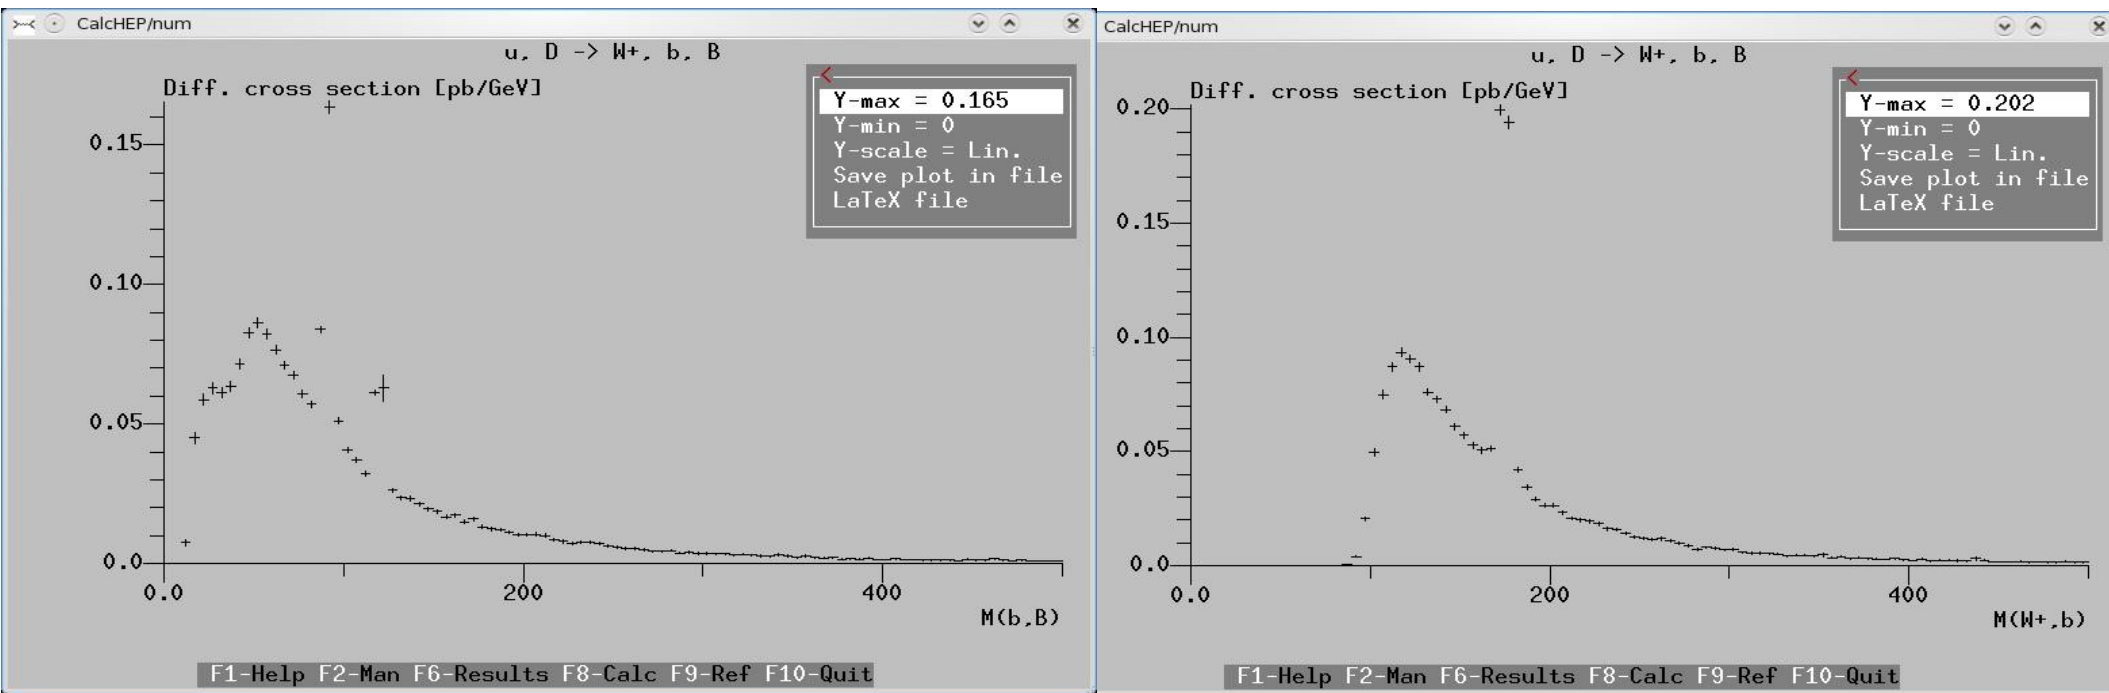 CalcHEP/num
u, D -> W+, b, B
Diff. cross section [pb/GeV]
<
Y-max = 0.165
Y-min = 0
Y-scale = Lin.
Save plot in file
LaTeX file
0.15
0.10
0.05
0.0
0.0 200 400
M(b,B)
F1-Help F2-Man F6-Results F8-Calc F9-Ref F10-Quit
CalcHEP/num
u, D -> W+, b, B
Diff. cross section [pb/GeV]
<
Y-max = 0.202
Y-min = 0
Y-scale = Lin.
Save plot in file
LaTeX file
0.20
0.15
0.10
0.05
0.0
0.0 200 400
M(W+,b)
F1-Help F2-Man F6-Results F8-Calc F9-Ref F10-Quit